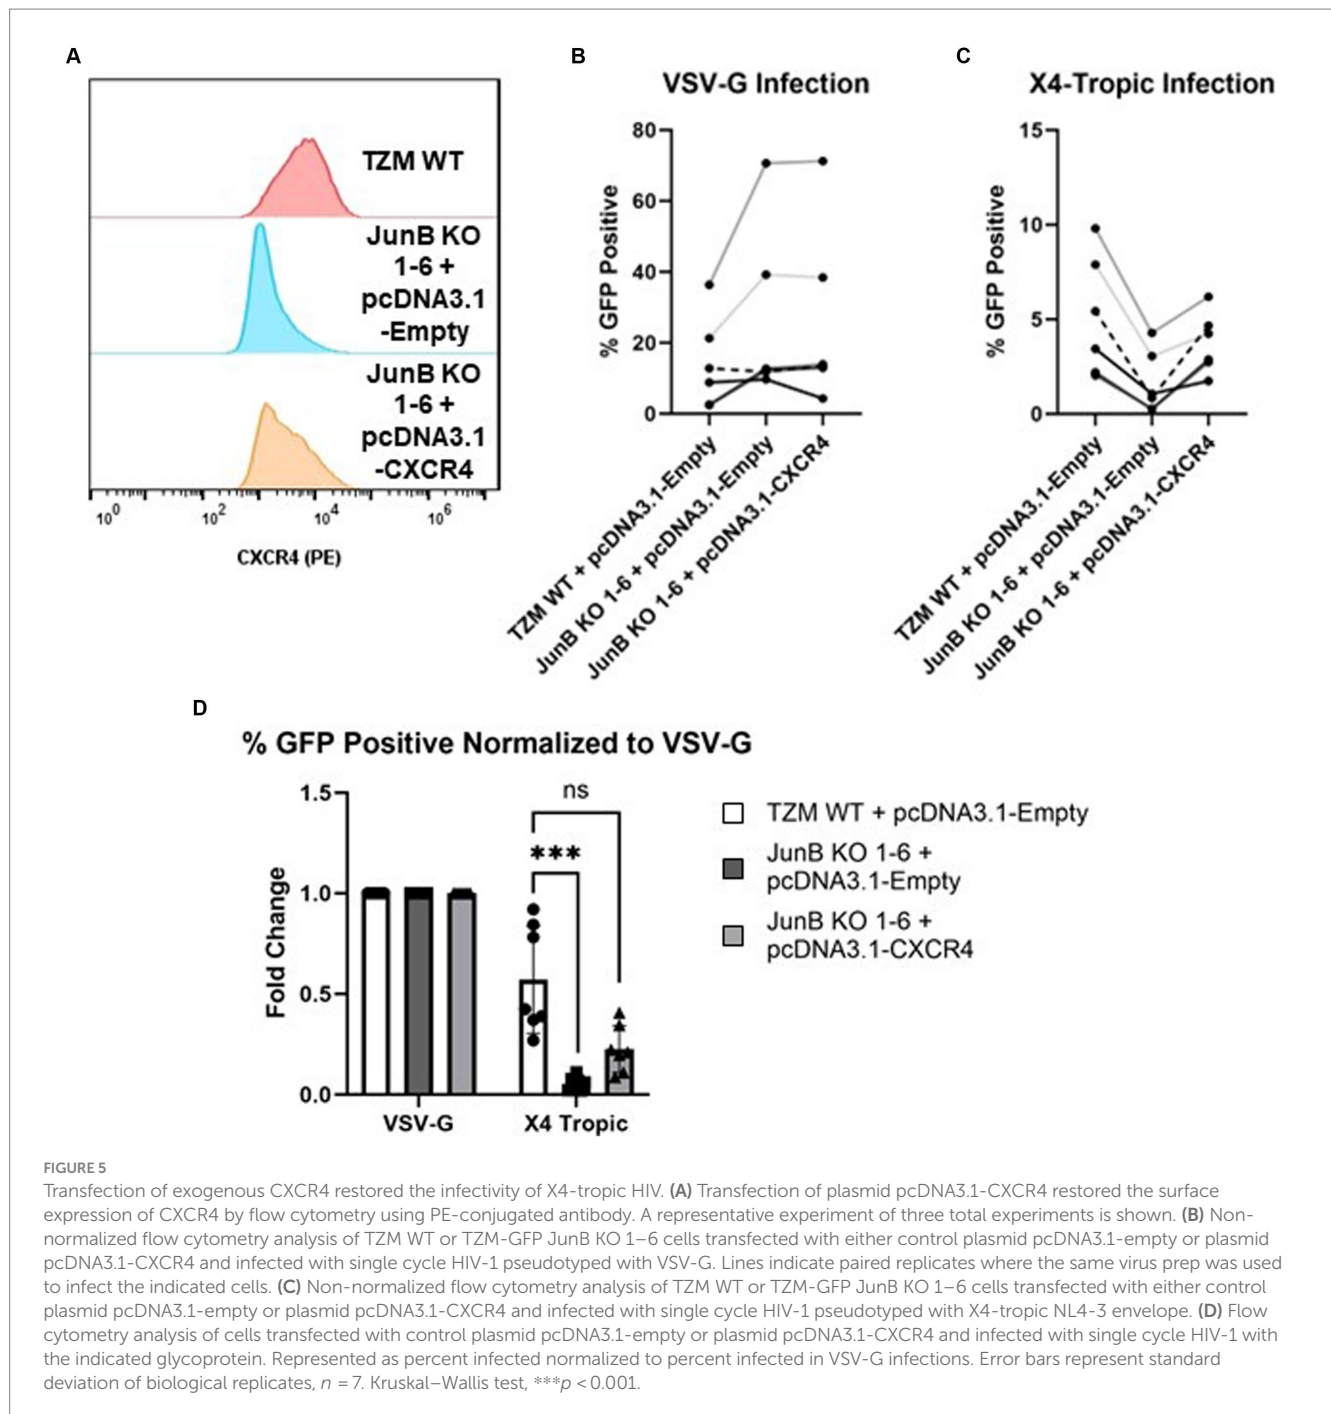 A
TZM WT
JunB KO
1-6 +
pcDNA3.1
-Empty
JunB KO
1-6 +
pcDNA3.1
-CXCR4
10⁰
10²
10⁴
10⁶
CXCR4 (PE)
B
VSV-G Infection
% GFP Positive
80
60
40
20
0
TZM WT + pcDNA3.1-Empty
JunB KO 1-6 + pcDNA3.1-Empty
JunB KO 1-6 + pcDNA3.1-CXCR4
C
X4-Tropic Infection
% GFP Positive
15
10
5
0
TZM WT + pcDNA3.1-Empty
JunB KO 1-6 + pcDNA3.1-Empty
JunB KO 1-6 + pcDNA3.1-CXCR4
D
% GFP Positive Normalized to VSV-G
Fold Change
1.5
1.0
0.5
0.0
ns
***
VSV-G
X4 Tropic
TZM WT + pcDNA3.1-Empty
JunB KO 1-6 +
pcDNA3.1-Empty
JunB KO 1-6 +
pcDNA3.1-CXCR4
FIGURE 5
Transfection of exogenous CXCR4 restored the infectivity of X4-tropic HIV. (A) Transfection of plasmid pcDNA3.1-CXCR4 restored the surface
expression of CXCR4 by flow cytometry using PE-conjugated antibody. A representative experiment of three total experiments is shown. (B) Non-
normalized flow cytometry analysis of TZM WT or TZM-GFP JunB KO 1–6 cells transfected with either control plasmid pcDNA3.1-empty or plasmid
pcDNA3.1-CXCR4 and infected with single cycle HIV-1 pseudotyped with VSV-G. Lines indicate paired replicates where the same virus prep was used
to infect the indicated cells. (C) Non-normalized flow cytometry analysis of TZM WT or TZM-GFP JunB KO 1–6 cells transfected with either control
plasmid pcDNA3.1-empty or plasmid pcDNA3.1-CXCR4 and infected with single cycle HIV-1 pseudotyped with X4-tropic NL4-3 envelope. (D) Flow
cytometry analysis of cells transfected with control plasmid pcDNA3.1-empty or plasmid pcDNA3.1-CXCR4 and infected with single cycle HIV-1 with
the indicated glycoprotein. Represented as percent infected normalized to percent infected in VSV-G infections. Error bars represent standard
deviation of biological replicates, n = 7. Kruskal–Wallis test, ***p < 0.001.